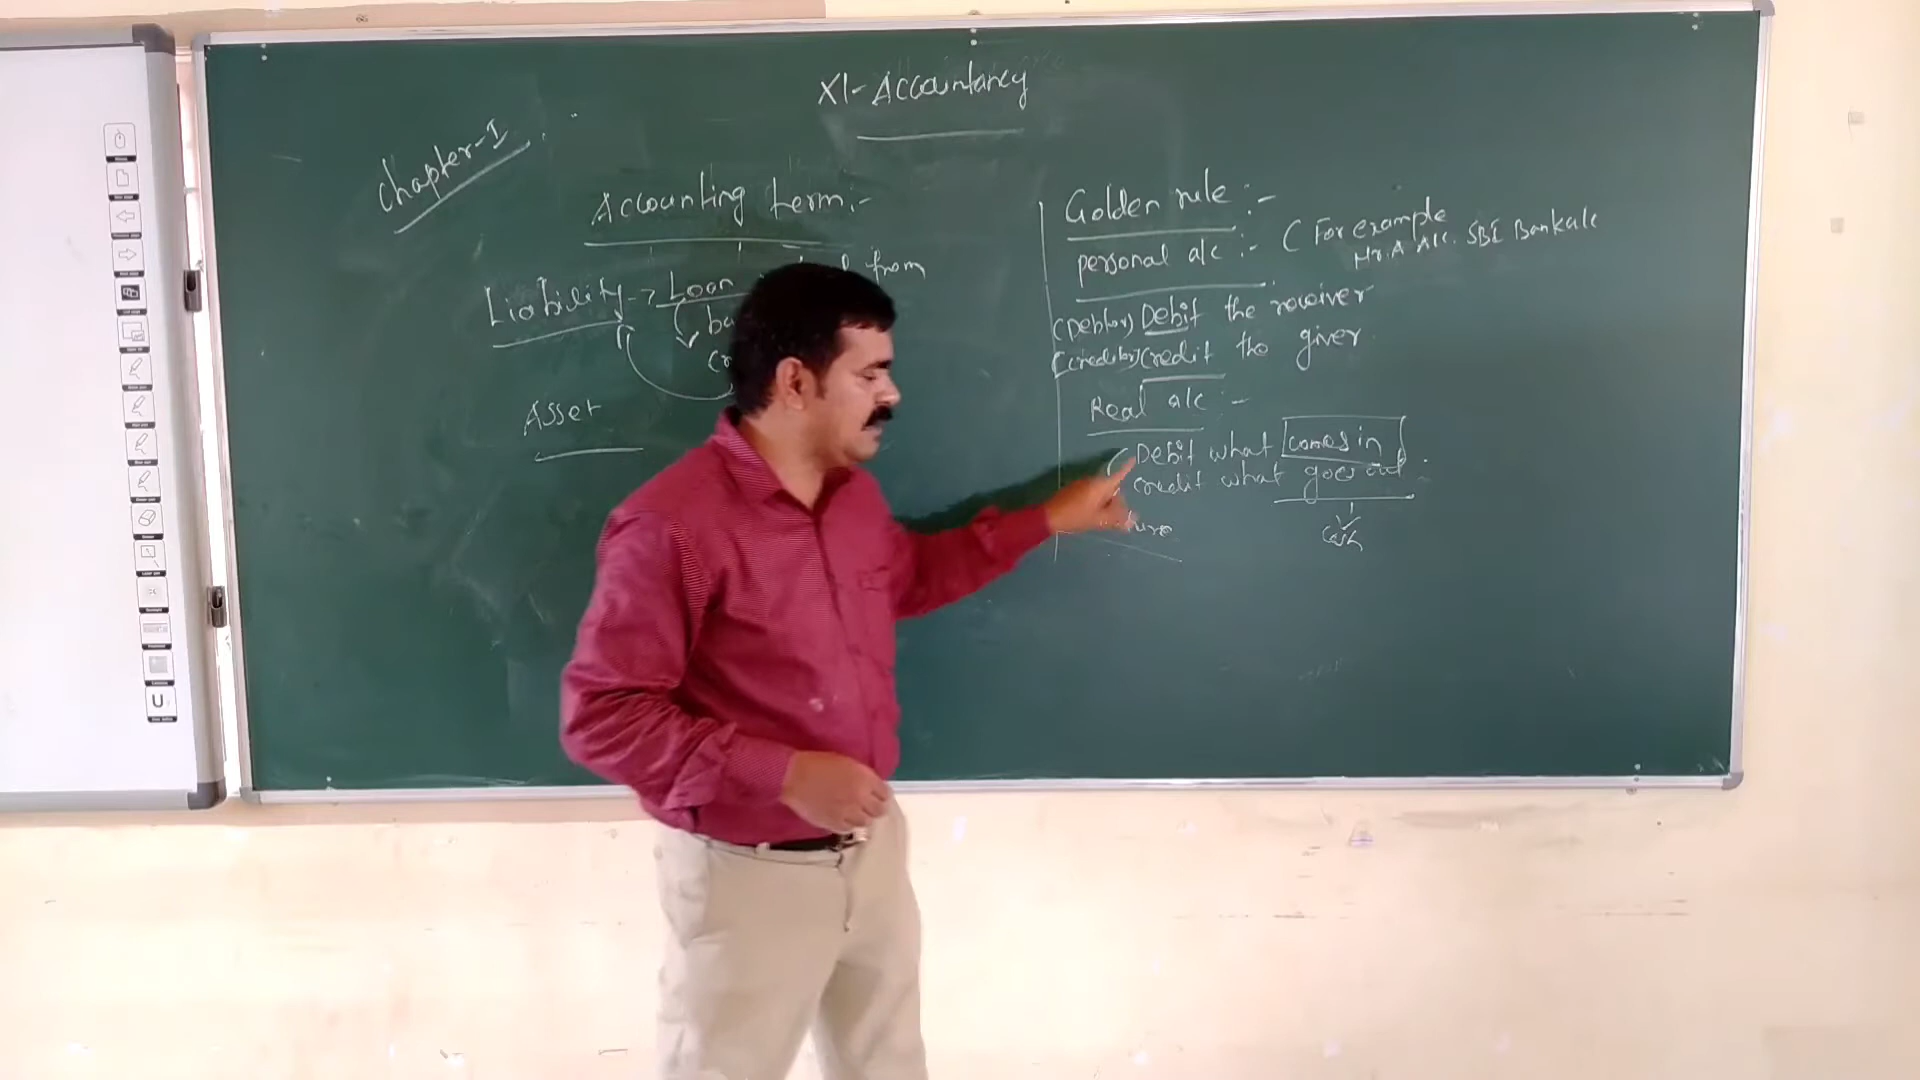 XI-Accountancy
Chapter-I
Accounting term:-
Liability → Loan from
Asset
Golden rule :-
personal a/c :- ( For example
Mr. A A/c. SBI Bank a/c
(Debtor) Debit the receiver
(creditor) credit the giver
Real a/c :-
Debit what comes in
credit what goes out
cash
U